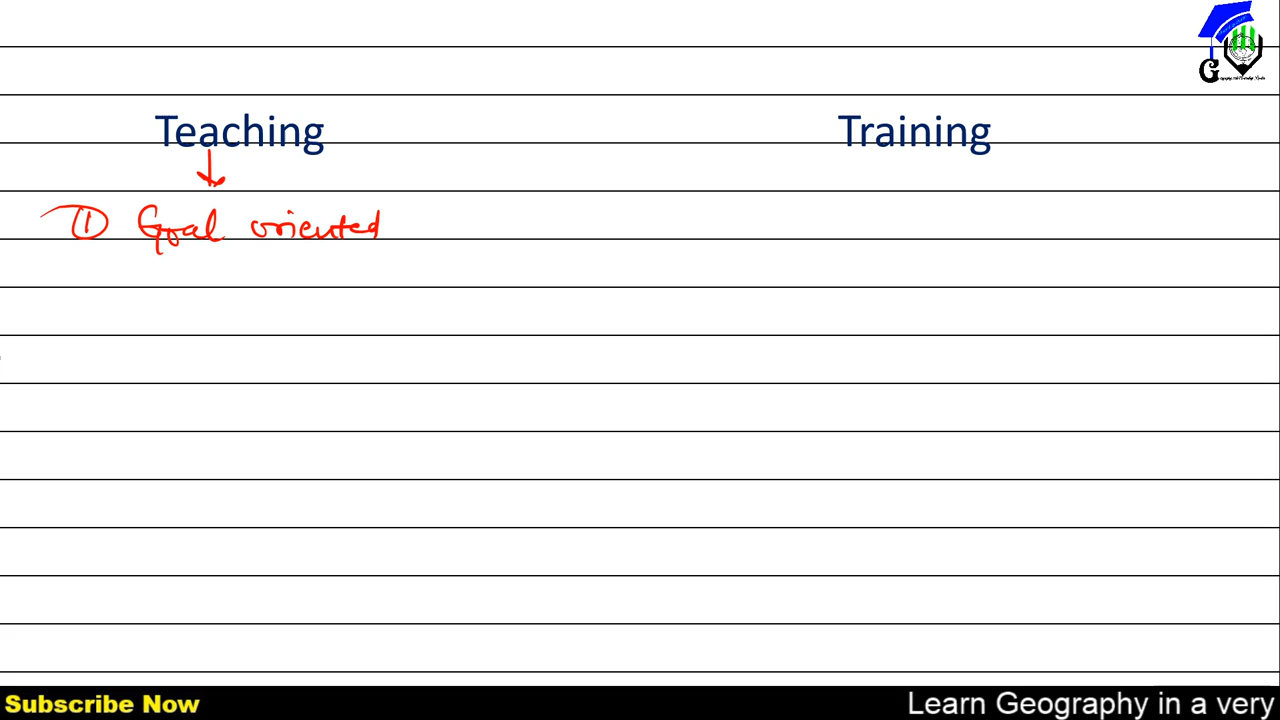 G
Teaching
Training
① Goal oriented
Subscribe Now
Learn Geography in a very